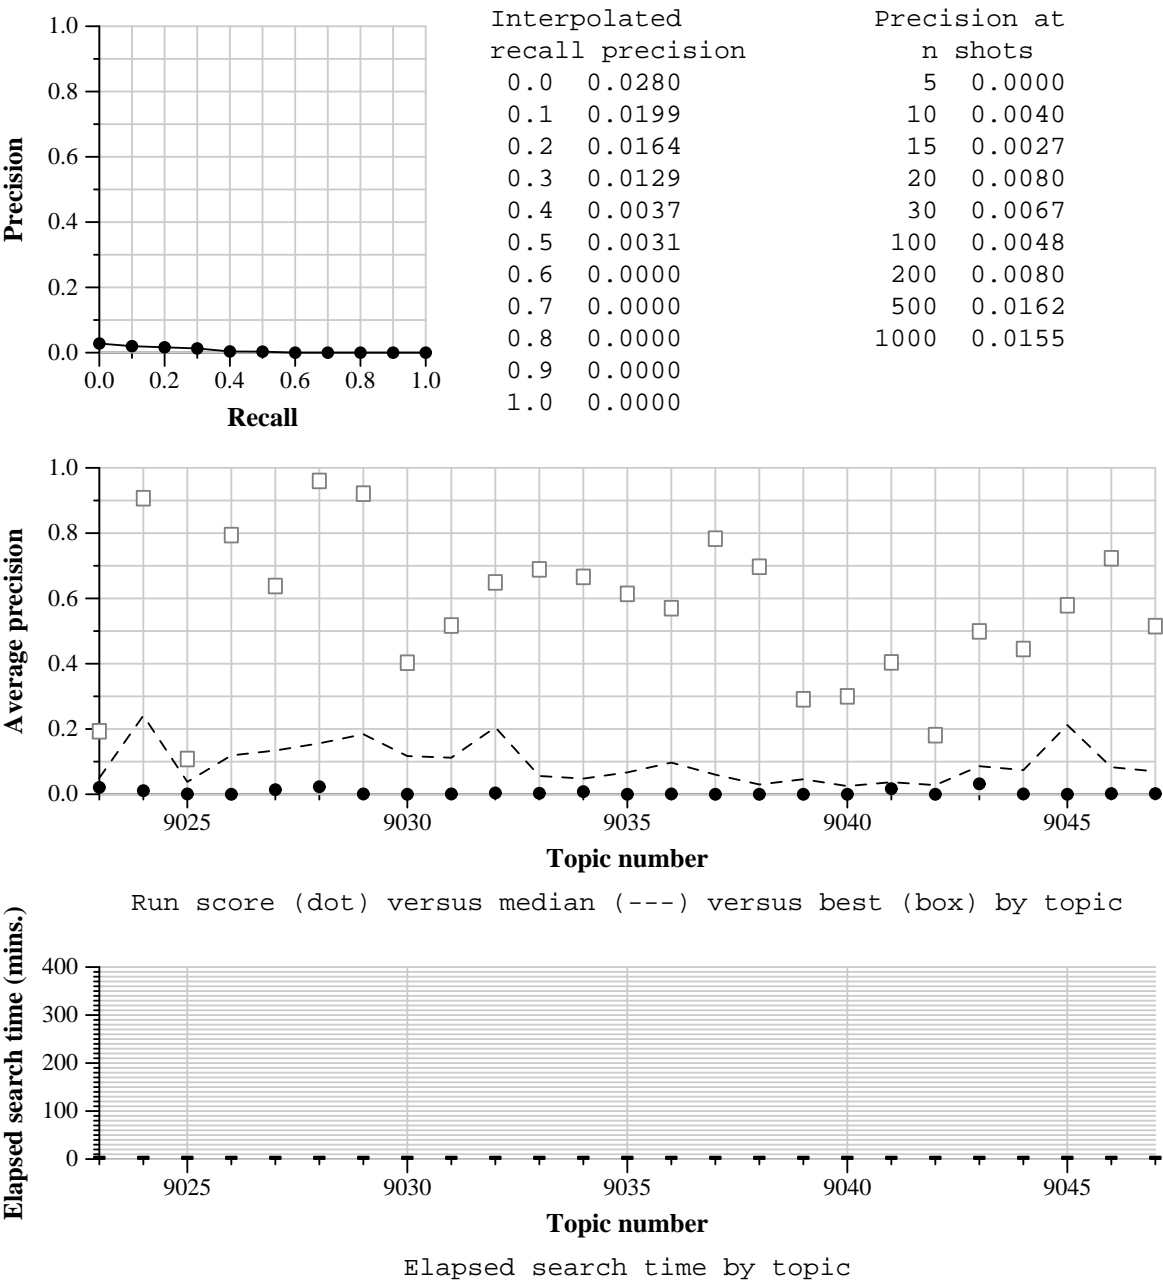 Interpolated
recall precision
0.0 0.0280
0.1 0.0199
0.2 0.0164
0.3 0.0129
0.4 0.0037
0.5 0.0031
0.6 0.0000
0.7 0.0000
0.8 0.0000
0.9 0.0000
1.0 0.0000
Precision at
n shots
5 0.0000
10 0.0040
15 0.0027
20 0.0080
30 0.0067
100 0.0048
200 0.0080
500 0.0162
1000 0.0155
Precision
1.0
0.8
0.6
0.4
0.2
0.0
0.0 0.2 0.4 0.6 0.8 1.0
Recall
Average precision
1.0
0.8
0.6
0.4
0.2
0.0
9025 9030 9035 9040 9045
Topic number
Run score (dot) versus median (---) versus best (box) by topic
Elapsed search time (mins.)
400
300
200
100
0
9025 9030 9035 9040 9045
Topic number
Elapsed search time by topic